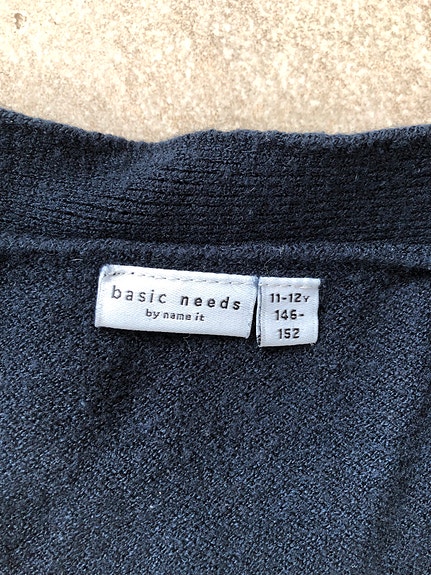 basic needs
by name it
11-12Y
146-
152